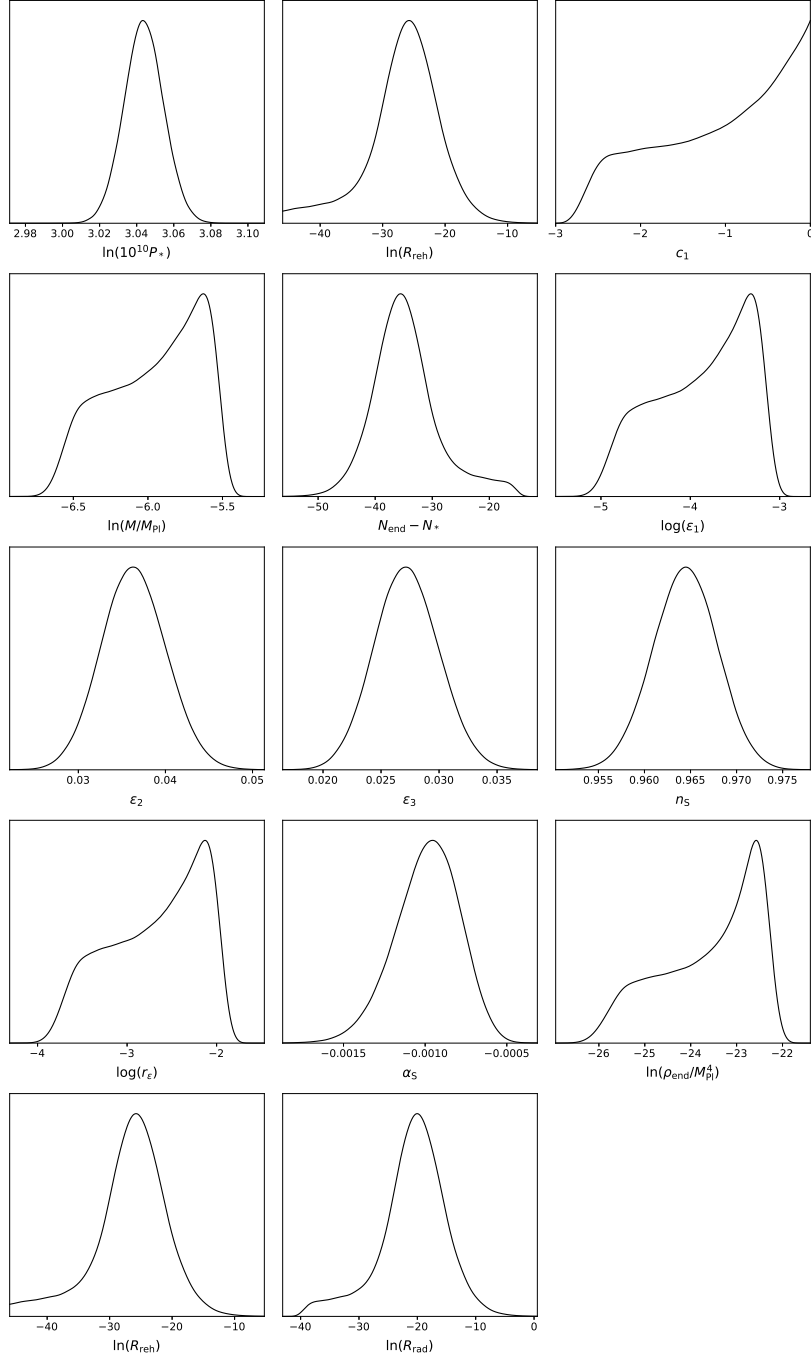 2.98 3.00 3.02 3.04 3.06 3.08 3.10
ln(10¹⁰P∗)
−40 −30 −20 −10
ln(R_reh)
−3 −2 −1 0
c₁
−6.5 −6.0 −5.5
ln(M/M_Pl)
−50 −40 −30 −20
N_end − N∗
−5 −4 −3
log(ε₁)
0.03 0.04 0.05
ε₂
0.020 0.025 0.030 0.035
ε₃
0.955 0.960 0.965 0.970 0.975
n_S
−4 −3 −2
log(r_ε)
−0.0015 −0.0010 −0.0005
α_S
−26 −25 −24 −23 −22
ln(ρ_end/M_Pl⁴)
−40 −30 −20 −10
ln(R_reh)
−40 −30 −20 −10 0
ln(R_rad)